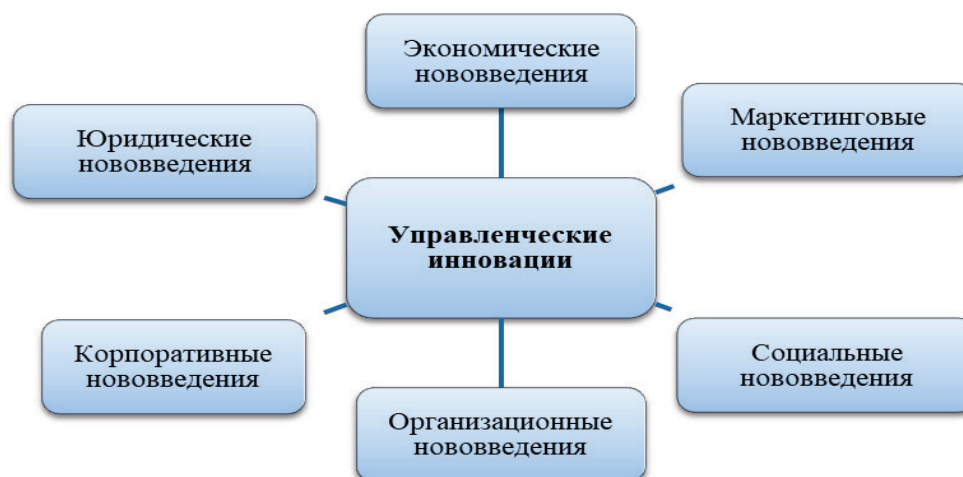 Экономические
нововведения
Маркетинговые
нововведения
Юридические
нововведения
Управленческие
инновации
Корпоративные
нововведения
Социальные
нововведения
Организационные
нововведения